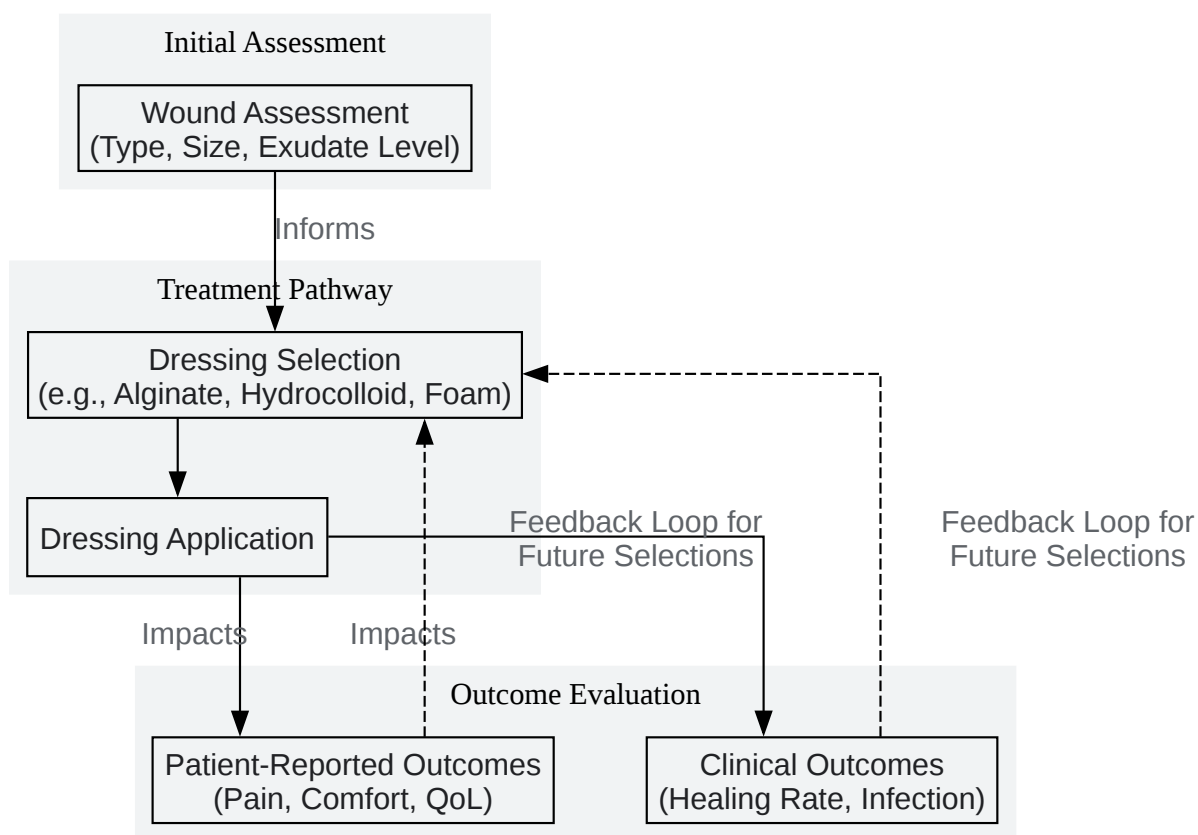 Initial Assessment
Wound Assessment
(Type, Size, Exudate Level)
Informs
Treatment Pathway
Dressing Selection
(e.g., Alginate, Hydrocolloid, Foam)
Dressing Application
Feedback Loop for
Future Selections
Feedback Loop for
Future Selections
Impacts
Impacts
Outcome Evaluation
Patient-Reported Outcomes
(Pain, Comfort, QoL)
Clinical Outcomes
(Healing Rate, Infection)